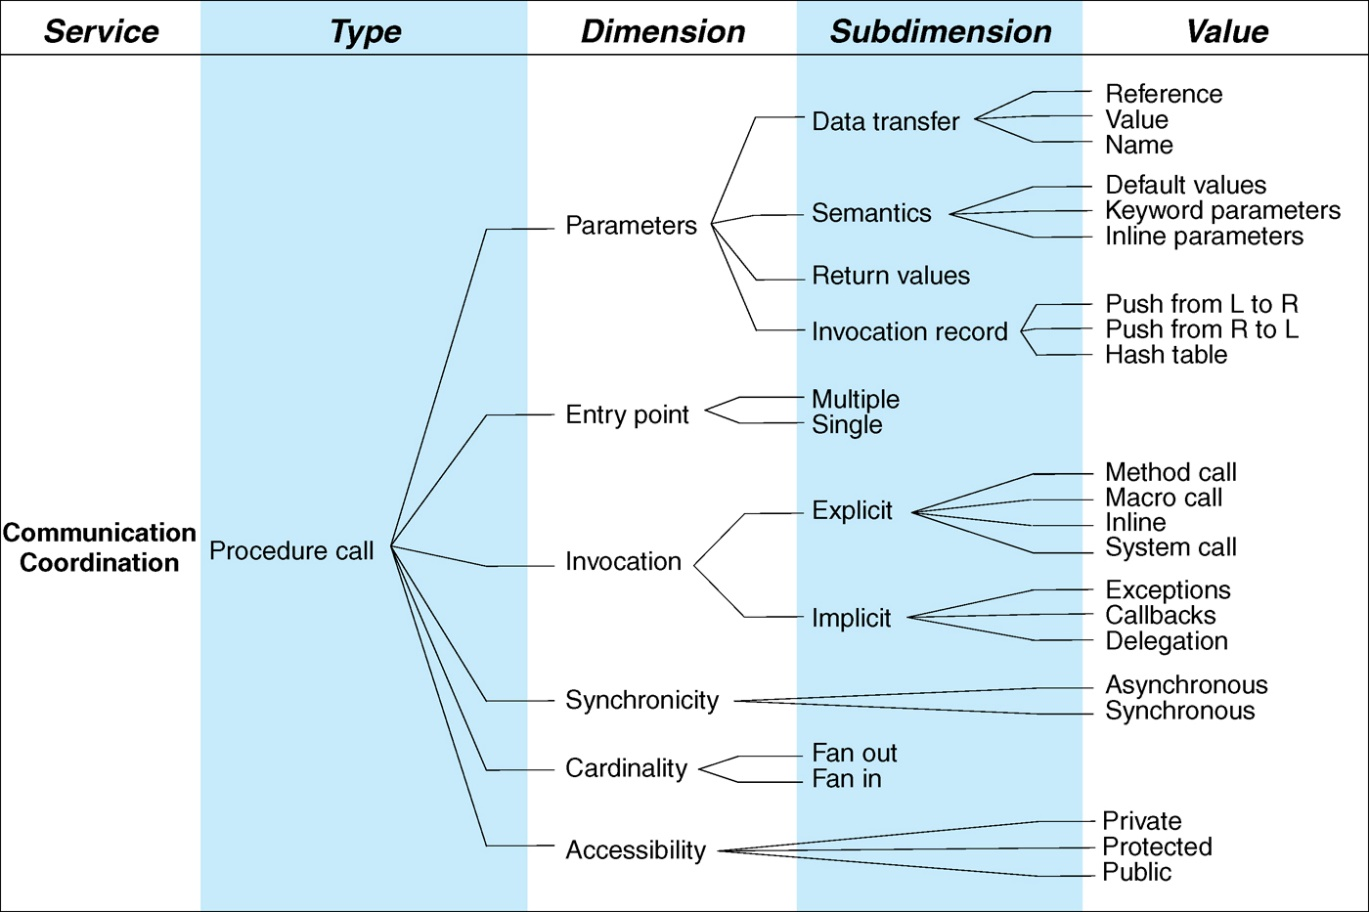 Service Type Dimension Subdimension Value
Reference
Data transfer
Value
Name
Default values
Semantics
Keyword parameters
Parameters
Inline parameters
Return values
Push from L to R
Invocation record
Push from R to L
Hash table
Multiple
Entry point
Single
Method call
Macro call
Explicit
Inline
System call
Communication
Coordination
Procedure call
Invocation
Exceptions
Implicit
Callbacks
Delegation
Asynchronous
Synchronicity
Synchronous
Fan out
Cardinality
Fan in
Private
Accessibility
Protected
Public